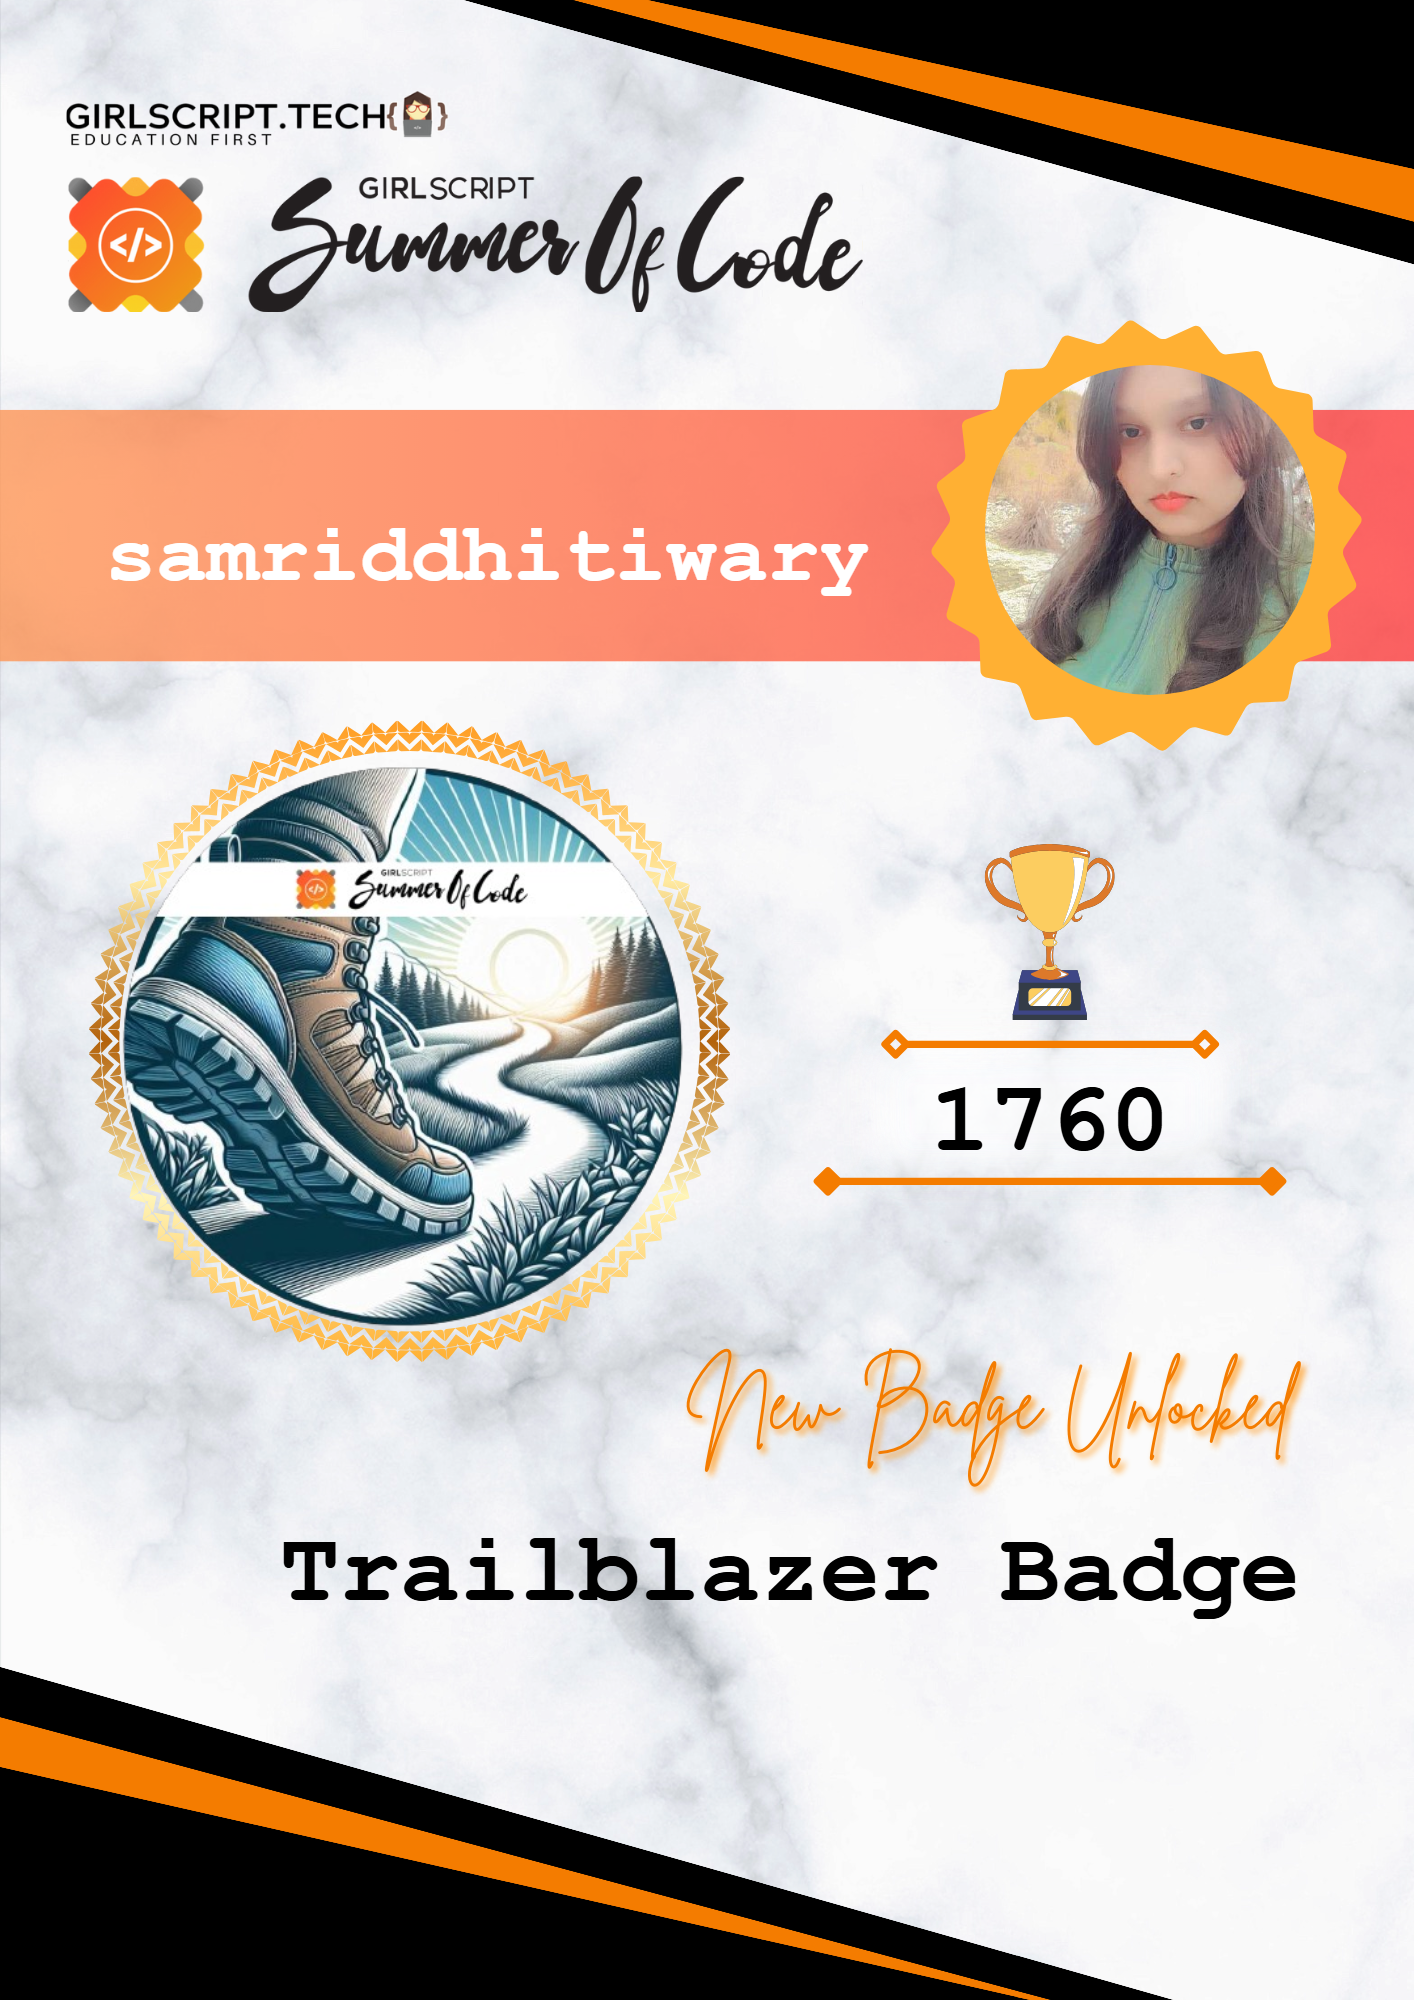 GIRLSCRIPT.TECH{ }
EDUCATION FIRST
GIRLSCRIPT
Summer Of Code
</>
samriddhitiwary
GIRLSCRIPT
Summer Of Code
</>
1760
New Badge Unlocked
Trailblazer Badge